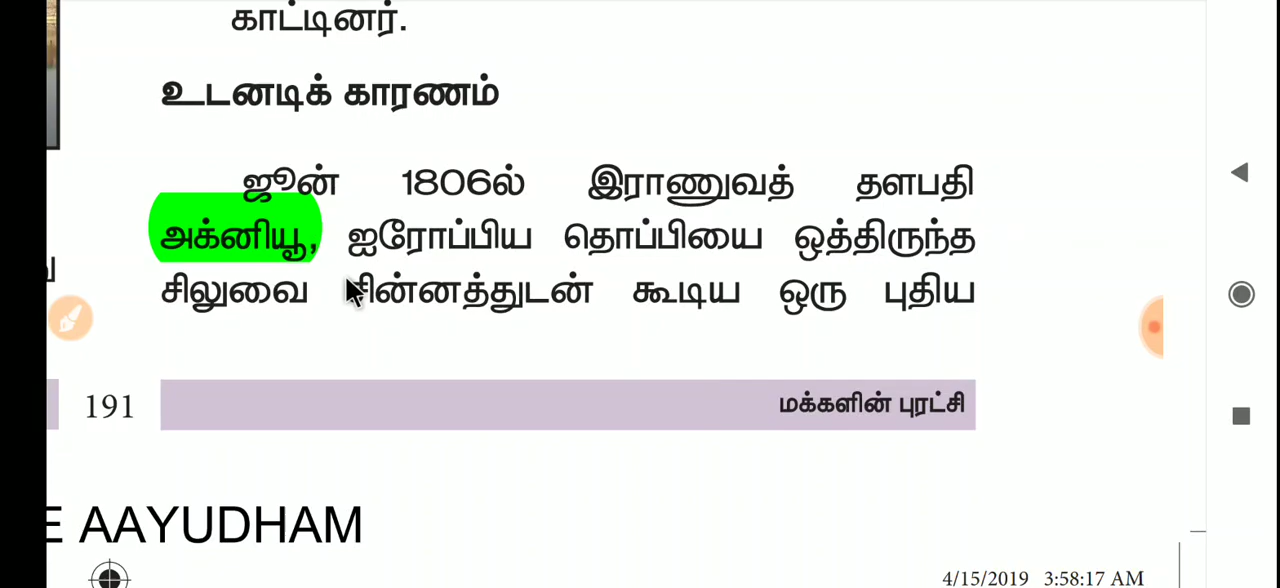 காட்டினர்.
உடனடிக் காரணம்
ஜூன் 1806ல் இராணுவத் தளபதி
அக்னியூ, ஐரோப்பிய தொப்பியை ஒத்திருந்த
சிலுவை சின்னத்துடன் கூடிய ஒரு புதிய
191
மக்களின் புரட்சி
E AAYUDHAM
4/15/2019 3:58:17 AM